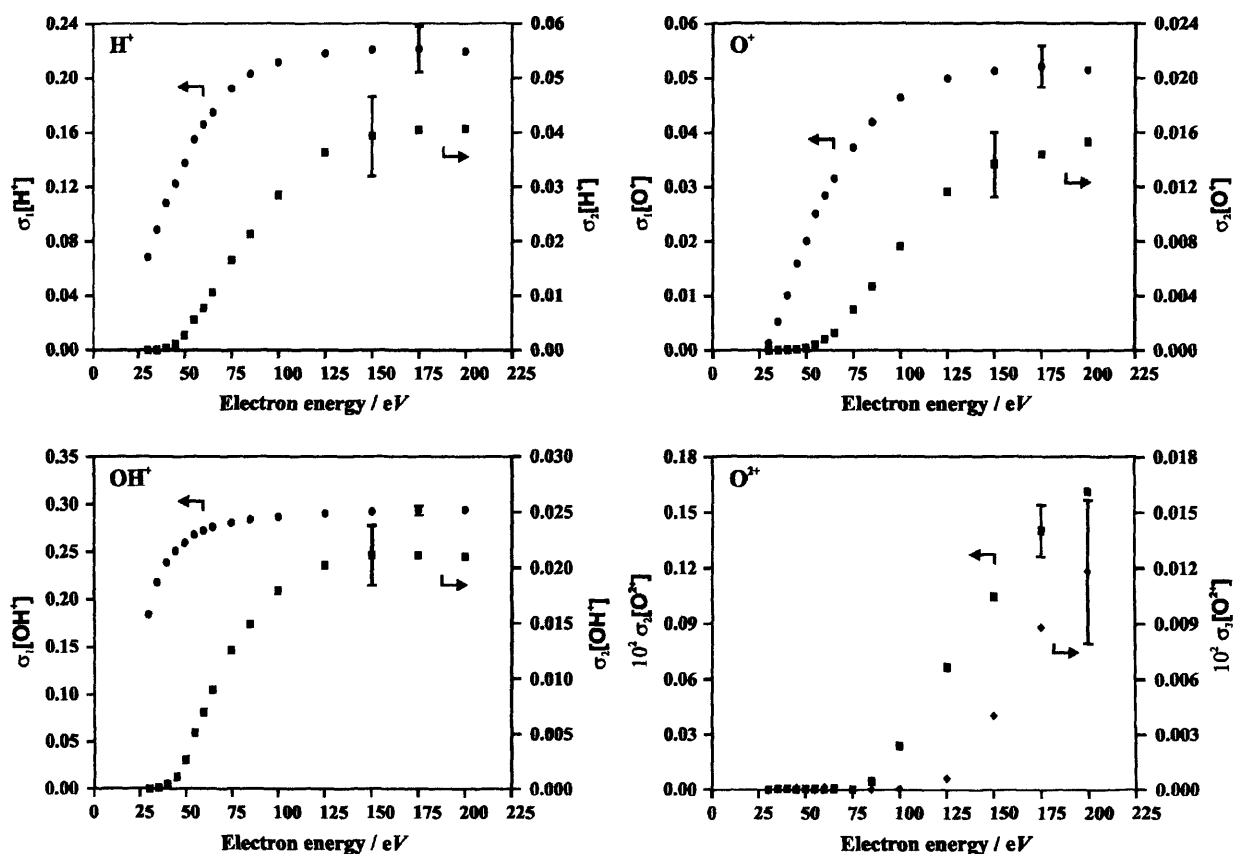 H⁺
0.24
0.20
0.16
0.12
0.08
0.04
0.00
σ₁[H⁺]
0.06
0.05
0.04
0.03
0.02
0.01
0.00
σ₂[H⁺]
0 25 50 75 100 125 150 175 200 225
Electron energy / eV
O⁺
0.06
0.05
0.04
0.03
0.02
0.01
0.00
σ₁[O⁺]
0.024
0.020
0.016
0.012
0.008
0.004
0.000
σ₂[O⁺]
0 25 50 75 100 125 150 175 200 225
Electron energy / eV
OH⁺
0.35
0.30
0.25
0.20
0.15
0.10
0.05
0.00
σ₁[OH⁺]
0.030
0.025
0.020
0.015
0.010
0.005
0.000
σ₂[OH⁺]
0 25 50 75 100 125 150 175 200 225
Electron energy / eV
O²⁺
0.18
0.15
0.12
0.09
0.06
0.03
0.00
10² σ₂[O²⁺]
0.018
0.015
0.012
0.009
0.006
0.003
0.000
10² σ₃[O²⁺]
0 25 50 75 100 125 150 175 200 225
Electron energy / eV